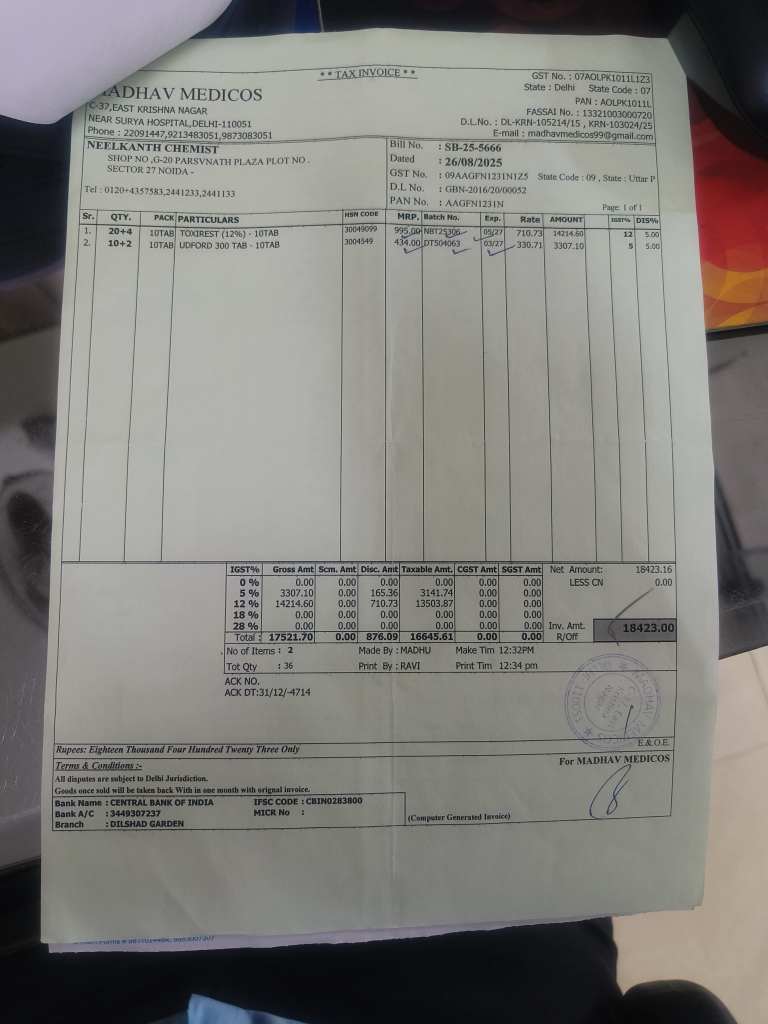 ** TAX INVOICE **
GST No. : 07AOLPK1011L1Z3
State : Delhi State Code : 07
PAN : AOLPK1011L
FASSAI No. : 13321003000720
D.L.No. : DL-KRN-105214/15 , KRN-103024/25
E-mail : madhavmedicos99@gmail.com
MADHAV MEDICOS
C-37,EAST KRISHNA NAGAR
NEAR SURYA HOSPITAL,DELHI-110051
Phone : 22091447,9213483051,9873083051
NEELKANTH CHEMIST
SHOP NO ,G-20 PARSVNATH PLAZA PLOT NO .
SECTOR 27 NOIDA -
Tel : 0120+4357583,2441233,2441133
Bill No. : SB-25-5666
Dated : 26/08/2025
GST No. : 09AAGFN1231N1Z5 State Code : 09 , State : Uttar P
D.L No. : GBN-2016/20/00052
PAN No. : AAGFN1231N
Page: 1 of 1
Sr. QTY. PACK PARTICULARS HSN CODE MRP. Batch No. Exp. Rate AMOUNT IGST% DIS%
1. 20+4 10TAB TOXIREST (12%) - 10TAB 30049099 995.00 NBT25306 05/27 710.73 14214.60 12 5.00
2. 10+2 10TAB UDFORD 300 TAB - 10TAB 3004549 434.00 DT504063 03/27 330.71 3307.10 5 5.00
IGST% Gross Amt Scm. Amt Disc. Amt Taxable Amt. CGST Amt SGST Amt
0 % 0.00 0.00 0.00 0.00 0.00 0.00
5 % 3307.10 0.00 165.36 3141.74 0.00 0.00
12 % 14214.60 0.00 710.73 13503.87 0.00 0.00
18 % 0.00 0.00 0.00 0.00 0.00 0.00
28 % 0.00 0.00 0.00 0.00 0.00 0.00
Total : 17521.70 0.00 876.09 16645.61 0.00 0.00
Net Amount: 18423.16
LESS CN 0.00
Inv. Amt. 18423.00
R/Off
No of Items : 2 Made By : MADHU Make Tim 12:32PM
Tot Qty : 36 Print By : RAVI Print Tim 12:34 pm
ACK NO.
ACK DT:31/12/-4714
MADHAV MEDICOS ★ DELHI-110051 ★
C-37, East
Krishna
Nagar
Rupees: Eighteen Thousand Four Hundred Twenty Three Only
E.& O.E.
Terms & Conditions :-
For MADHAV MEDICOS
All disputes are subject to Delhi Jurisdiction.
Goods once sold will be taken back With in one month with orignal invoice.
Bank Name : CENTRAL BANK OF INDIA IFSC CODE : CBIN0283800
Bank A/C : 3449307237 MICR No :
Branch : DILSHAD GARDEN
(Computer Generated Invoice)